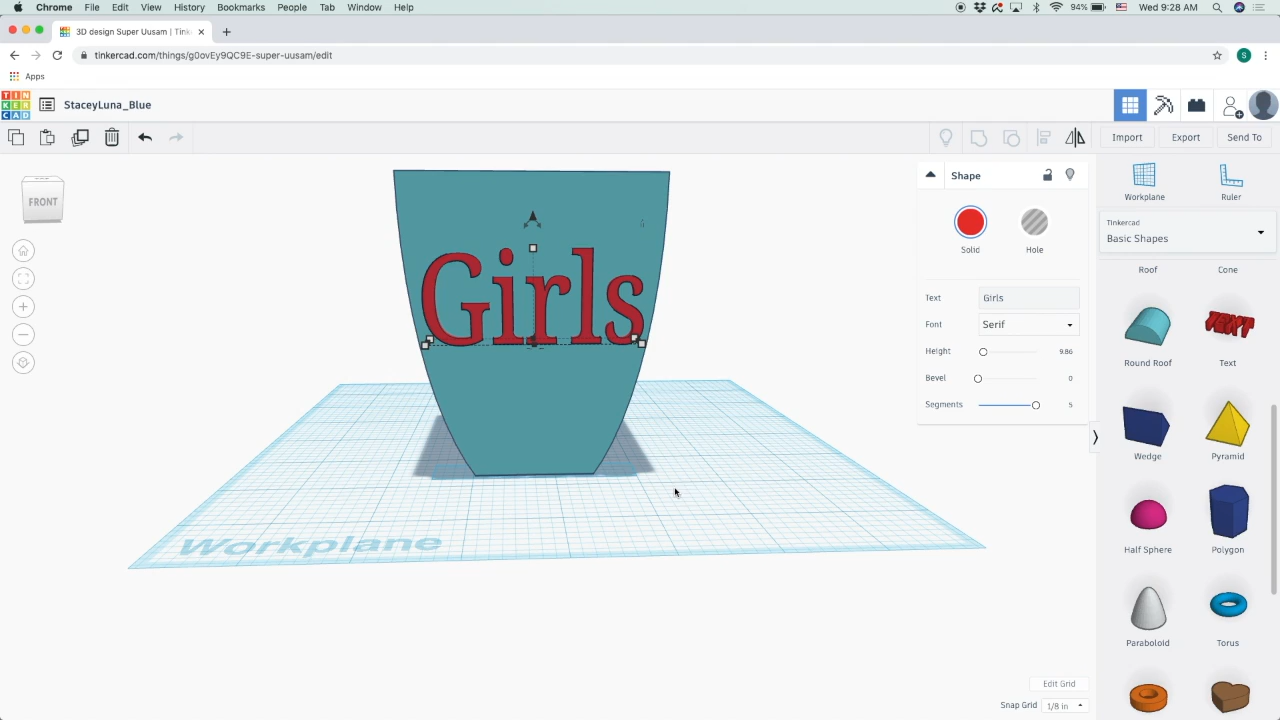 Chrome File Edit View History Bookmarks People Tab Window Help 94% Wed 9:28 AM
3D design Super Uusam | Tink
tinkercad.com/things/g0ovEy9QC9E-super-uusam/edit S
Apps
TIN
KER
CAD
StaceyLuna_Blue
Import Export Send To
FRONT
Shape
Solid Hole
Text Girls
Font Serif
Height 9.86
Bevel 0
Segments 5
Workplane Ruler
Tinkercad
Basic Shapes
Roof Cone
TEXT
Round Roof Text
Wedge Pyramid
Half Sphere Polygon
Paraboloid Torus
Girls
Workplane
Edit Grid
Snap Grid 1/8 in